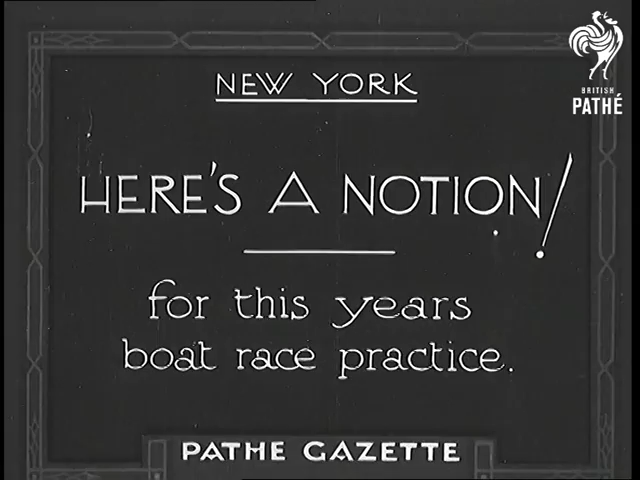 BRITISH
PATHÉ
NEW YORK
HERE'S A NOTION!
for this years
boat race practice.
PATHE GAZETTE